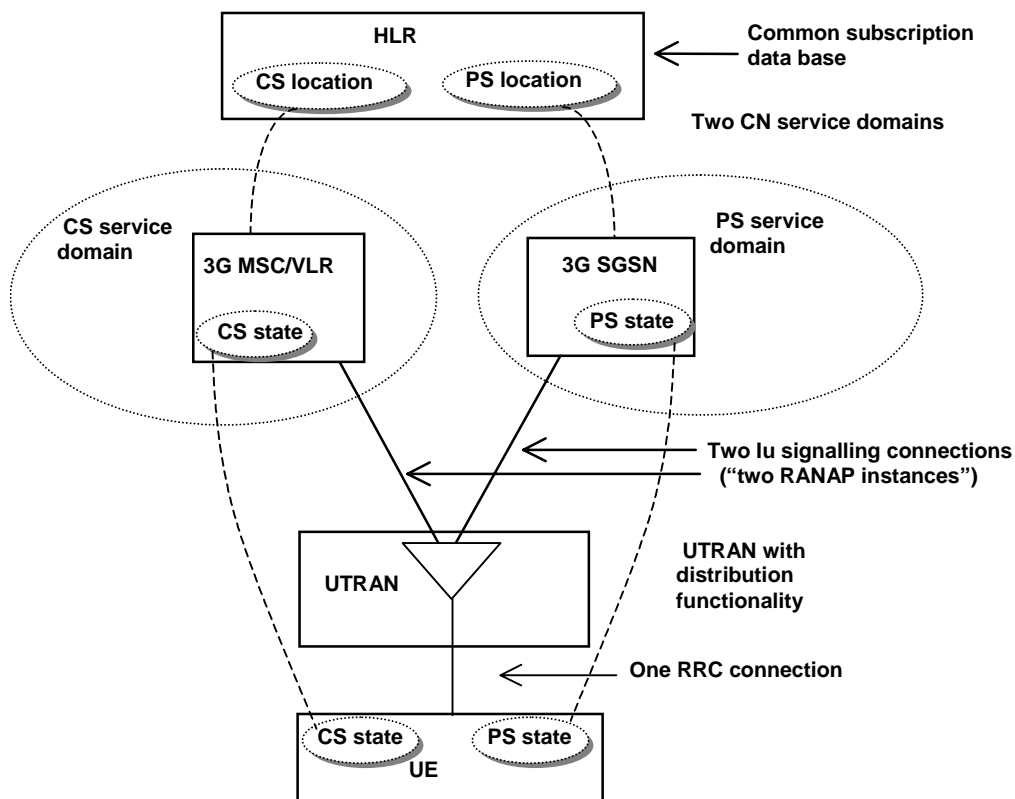 HLR
Common subscription
data base
CS location
PS location
Two CN service domains
CS service
domain
PS service
domain
3G MSC/VLR
3G SGSN
CS state
PS state
Two Iu signalling connections
(“two RANAP instances”)
UTRAN
UTRAN with
distribution
functionality
One RRC connection
CS state
PS state
UE